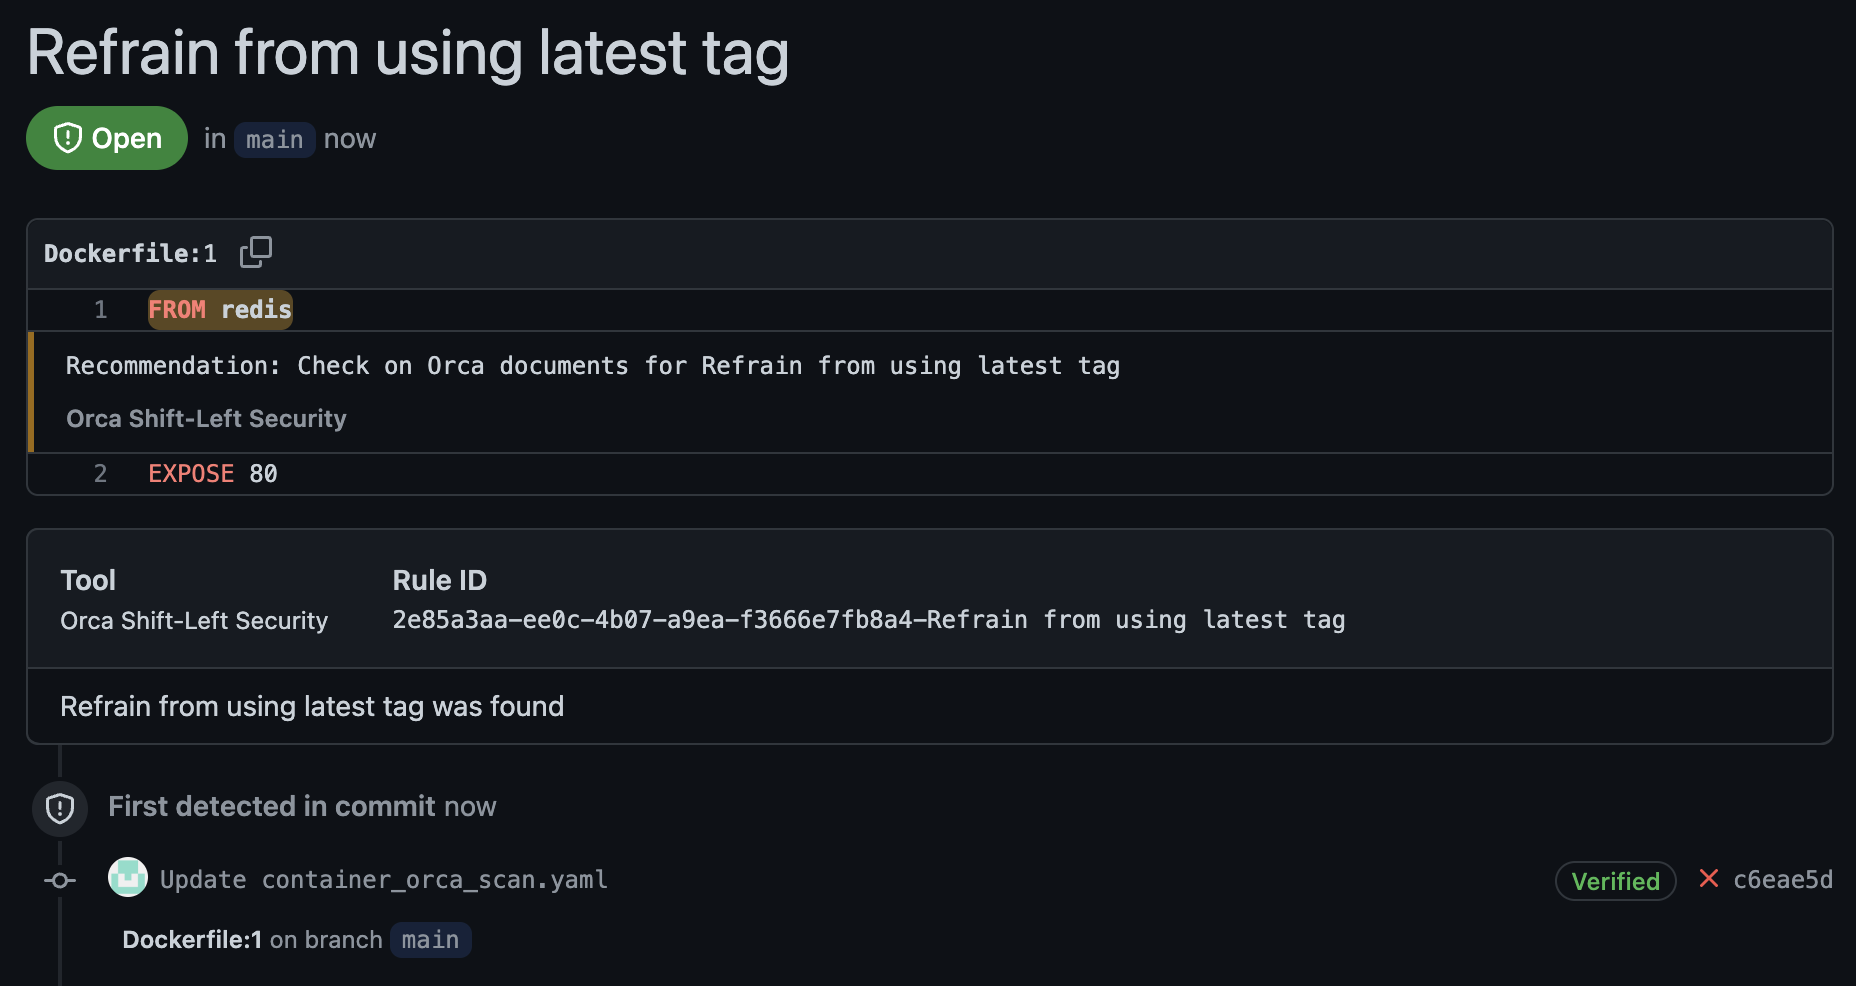 Refrain from using latest tag
Open in main now
Dockerfile:1
1 FROM redis
Recommendation: Check on Orca documents for Refrain from using latest tag
Orca Shift-Left Security
2 EXPOSE 80
Tool Rule ID
Orca Shift-Left Security 2e85a3aa-ee0c-4b07-a9ea-f3666e7fb8a4-Refrain from using latest tag
Refrain from using latest tag was found
First detected in commit now
Update container_orca_scan.yaml Verified c6eae5d
Dockerfile:1 on branch main